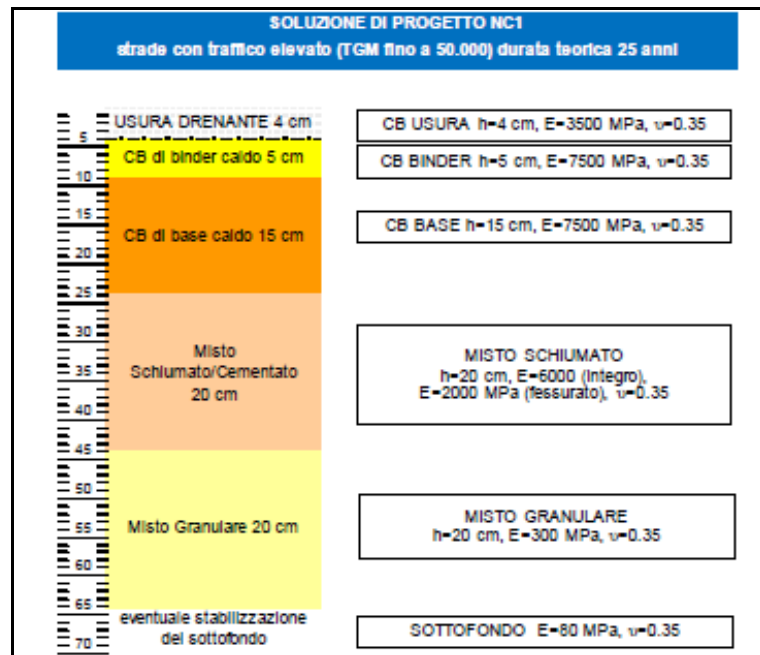 SOLUZIONE DI PROGETTO NC1
strade con traffico elevato (TGM fino a 50.000) durata teorica 25 anni
USURA DRENANTE 4 cm
CB USURA h=4 cm, E=3500 MPa, υ=0.35
5
CB di binder caldo 5 cm
CB BINDER h=5 cm, E=7500 MPa, υ=0.35
10
15
CB BASE h=15 cm, E=7500 MPa, υ=0.35
CB di base caldo 15 cm
20
25
30
Misto
Schiumato/Cementato
20 cm
MISTO SCHIUMATO
h=20 cm, E=6000 (integro),
E=2000 MPa (fessurato), υ=0.35
35
40
45
50
MISTO GRANULARE
h=20 cm, E=300 MPa, υ=0.35
Misto Granulare 20 cm
55
60
65
eventuale stabilizzazione
del sottofondo
SOTTOFONDO E=80 MPa, υ=0.35
70